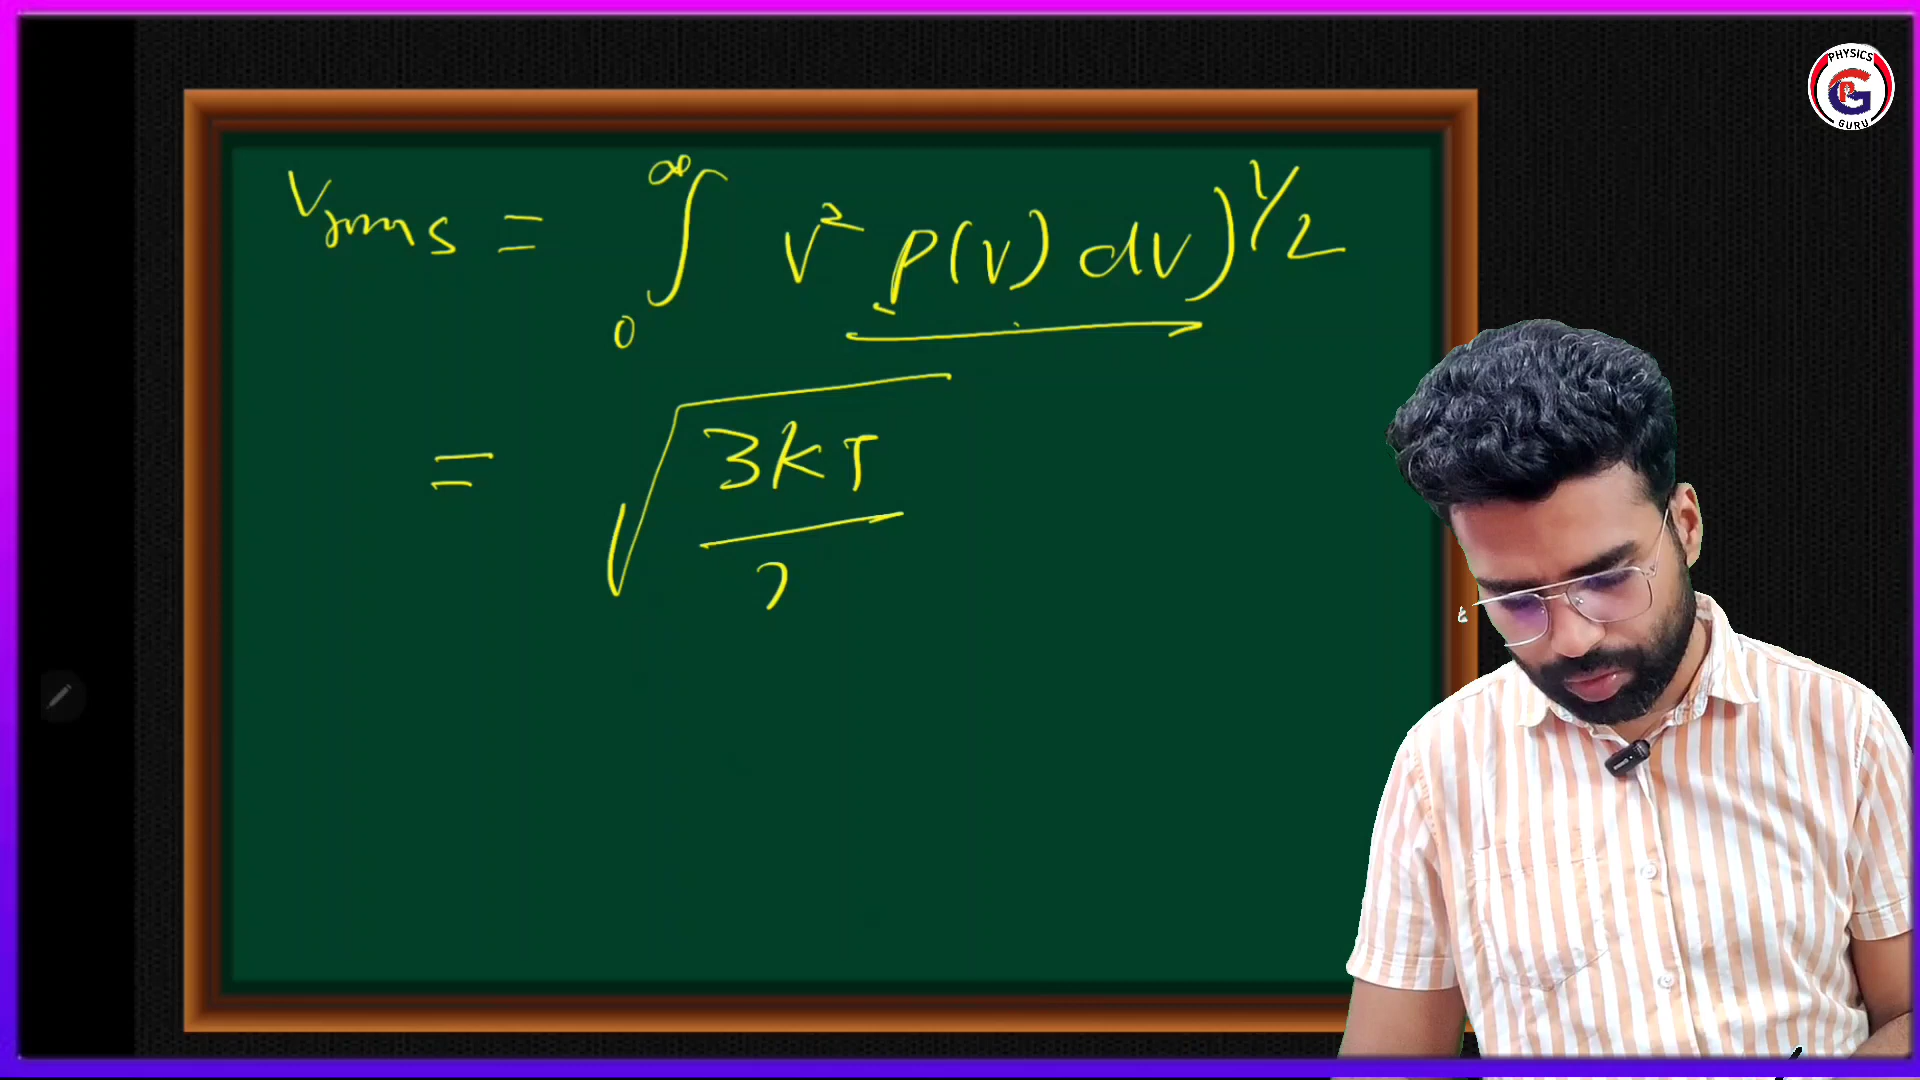 PHYSICS
GURU
Vrms = ∫₀^∞ v² P(v) dv)^1/2
= √(3kT/